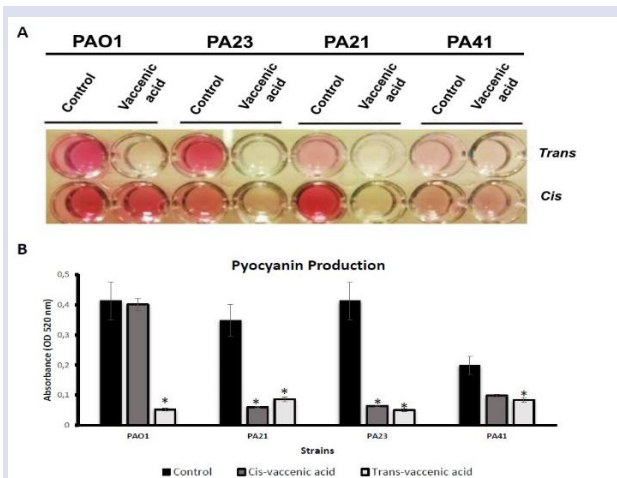 A
PAO1 PA23 PA21 PA41
Control Vaccenic acid Control Vaccenic acid Control Vaccenic acid Control Vaccenic acid
Trans
Cis
B
Pyocyanin Production
Absorbance (OD 520 nm)
0,5
0,4
0,3
0,2
0,1
0
* * * * * *
PAO1 PA21 PA23 PA41
Strains
Control Cis-vaccenic acid Trans-vaccenic acid